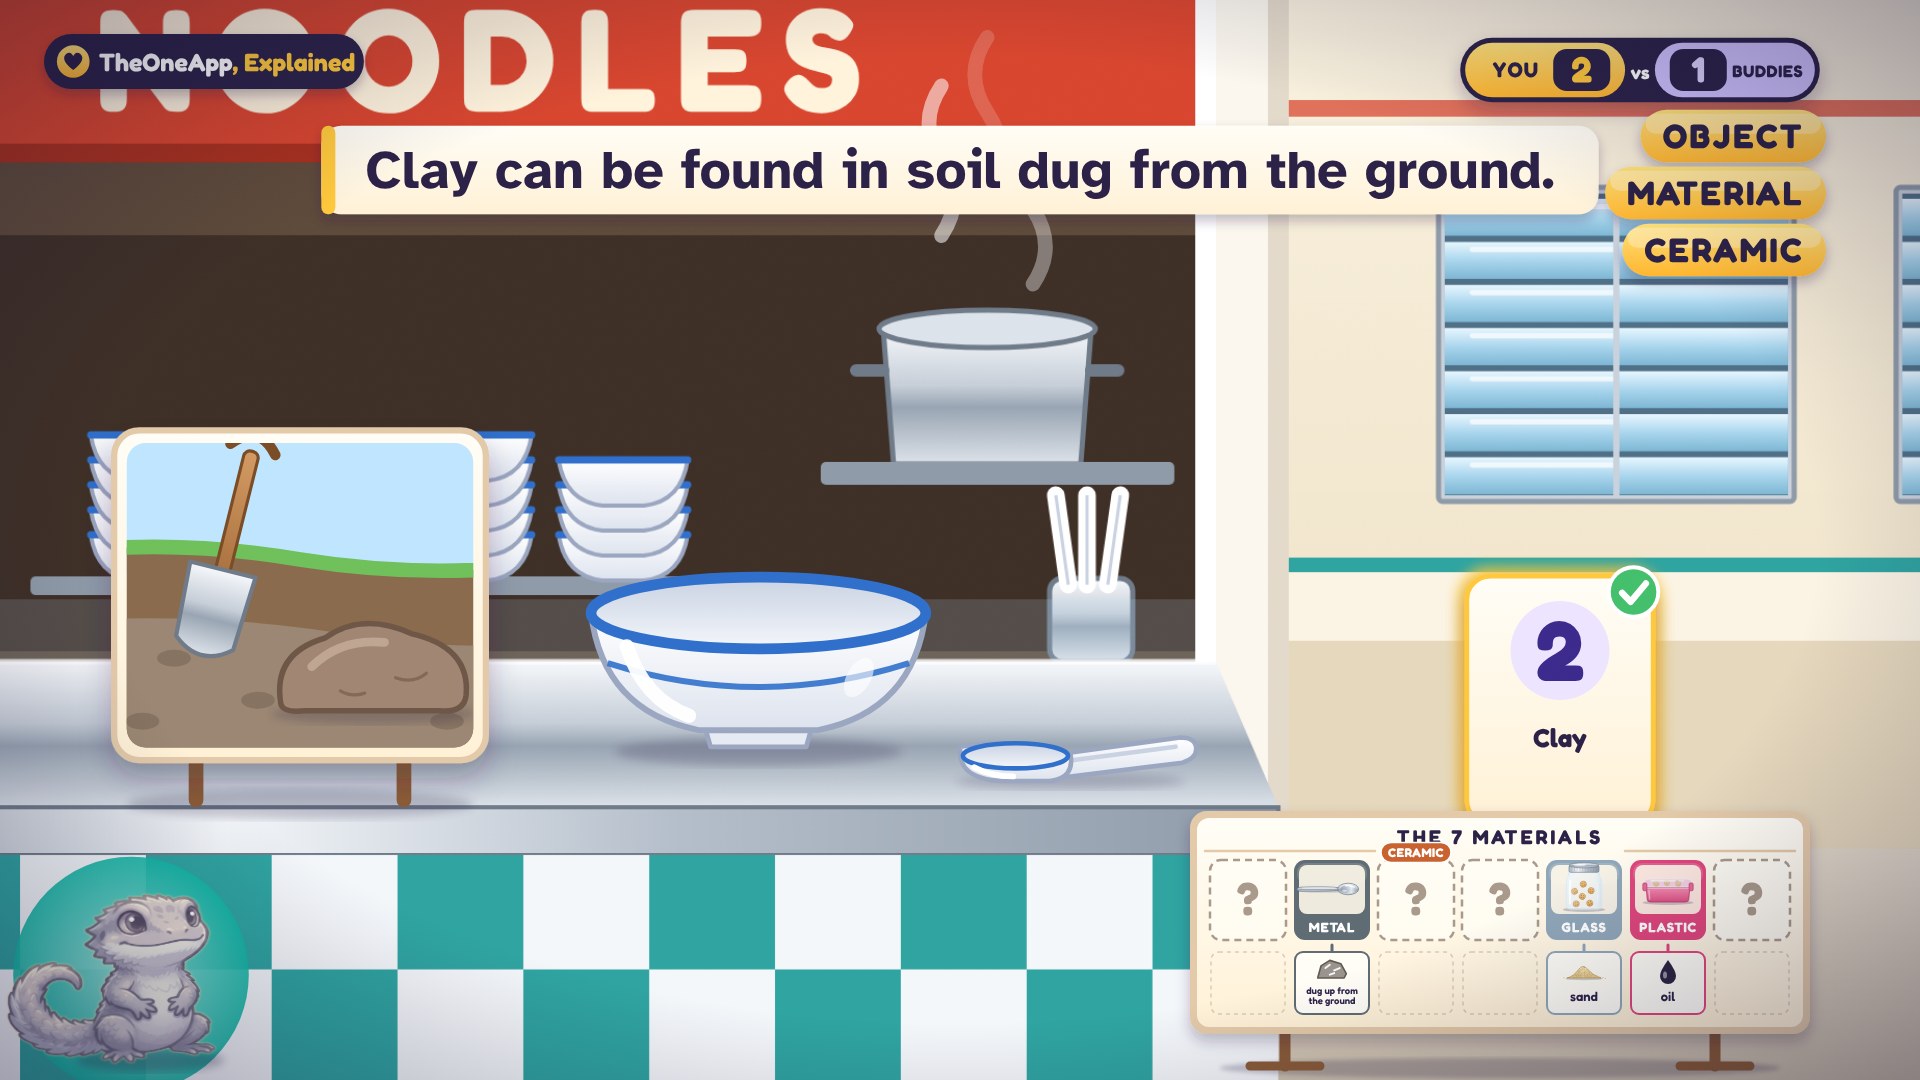 NOODLES
TheOneApp, Explained
YOU 2 vs 1 BUDDIES
Clay can be found in soil dug from the ground.
OBJECT
MATERIAL
CERAMIC
2
Clay
THE 7 MATERIALS
CERAMIC
? ? ? ?
METAL GLASS PLASTIC
dug up from
the ground
sand
oil